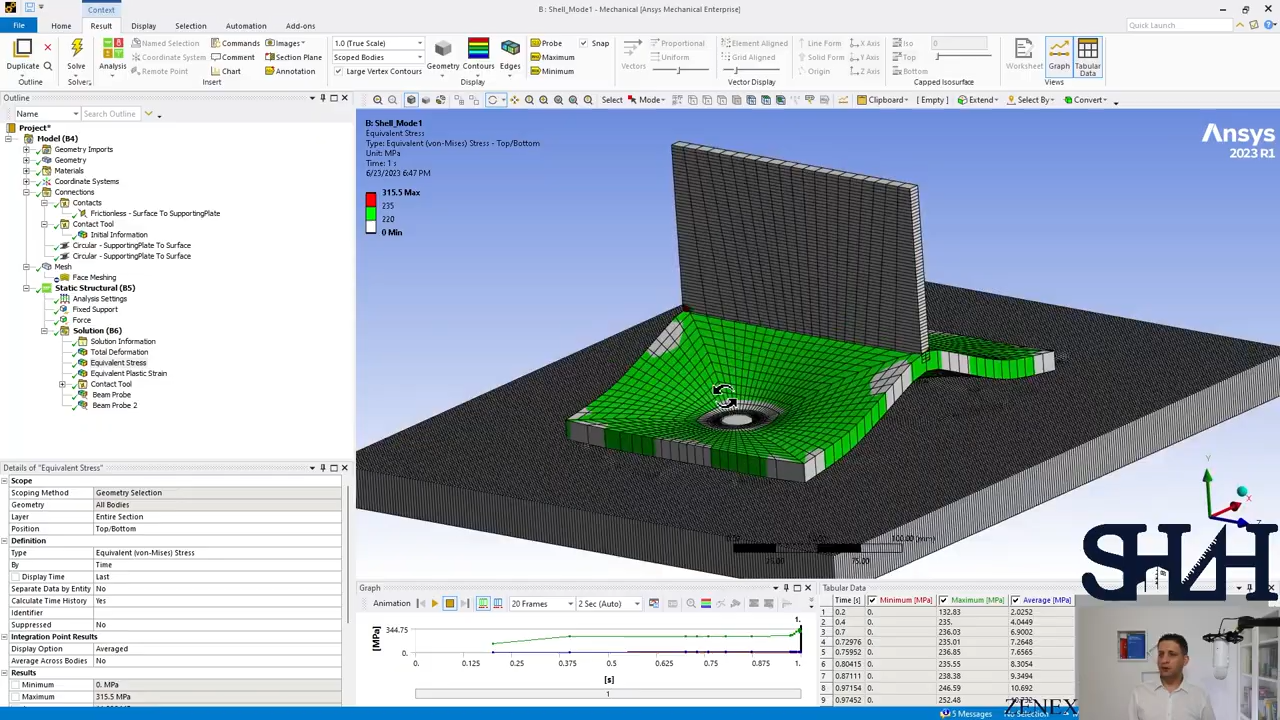 Context
B : Shell_Mode1 - Mechanical [Ansys Mechanical Enterprise]
File Home Result Display Selection Automation Add-ons
Quick Launch
Duplicate
Outline
Solve
Solver
Analysis
Named Selection Commands Images
Coordinate System Comment Section Plane
Remote Point Chart Annotation
Insert
1.0 (True Scale)
Scoped Bodies
Large Vertex Contours
Geometry Contours Edges
Display
Probe Snap
Maximum
Minimum
Vectors
Proportional Element Aligned Line Form X Axis
Uniform Grid Aligned Solid Form Y Axis
Origin Z Axis
Vector Display
Iso 0
Top
Bottom
Capped Isosurface
Worksheet Graph Tabular Data
Views
Outline
Name Search Outline
Select Mode Clipboard [ Empty ] Extend Select By Convert
Project*
Model (B4)
Geometry Imports
Geometry
Materials
Coordinate Systems
Connections
Contacts
Frictionless - Surface To SupportingPlate
Contact Tool
Initial Information
Circular - SupportingPlate To Surface
Circular - SupportingPlate To Surface
Mesh
Face Meshing
Static Structural (B5)
Analysis Settings
Fixed Support
Force
Solution (B6)
Solution Information
Total Deformation
Equivalent Stress
Equivalent Plastic Strain
Contact Tool
Beam Probe
Beam Probe 2
B: Shell_Mode1
Equivalent Stress
Type: Equivalent (von-Mises) Stress - Top/Bottom
Unit: MPa
Time: 1 s
6/23/2023 6:47 PM
315.5 Max
235
220
0 Min
Ansys
2023 R1
Y
X
Z
100.00 (mm)
25.00 75.00
Details of "Equivalent Stress"
Scope
Scoping Method Geometry Selection
Geometry All Bodies
Layer Entire Section
Position Top/Bottom
Definition
Type Equivalent (von-Mises) Stress
By Time
Display Time Last
Separate Data by Entity No
Calculate Time History Yes
Identifier
Suppressed No
Integration Point Results
Display Option Averaged
Average Across Bodies No
Results
Minimum 0. MPa
Maximum 315.5 MPa
Graph
Animation 20 Frames 2 Sec (Auto)
1.
[MPa]
344.75
0.
0. 0.125 0.25 0.375 0.5 0.625 0.75 0.875 1.
[s]
1
Tabular Data
Time [s] Minimum [MPa] Maximum [MPa] Average [MPa]
1 0.2 0. 132.83 2.0252
2 0.4 0. 235. 4.0449
3 0.7 0. 236.03 6.9002
4 0.72976 0. 235.01 7.2648
5 0.75952 0. 236.85 7.6565
6 0.80415 0. 235.55 8.3054
7 0.87111 0. 238.38 9.3494
8 0.97154 0. 246.59 10.692
9 0.97452 0. 252.48
5 Messages No Selection
ZENEX